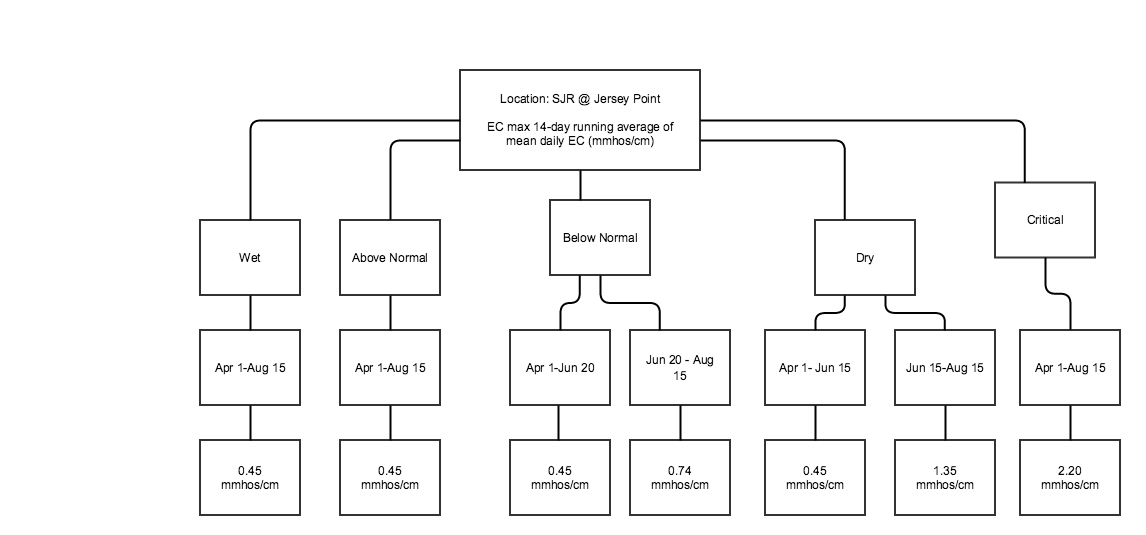 Location: SJR @ Jersey Point
EC max 14-day running average of
mean daily EC (mmhos/cm)
Wet
Above Normal
Below Normal
Dry
Critical
Apr 1-Aug 15
Apr 1-Aug 15
Apr 1-Jun 20
Jun 20 - Aug
15
Apr 1- Jun 15
Jun 15-Aug 15
Apr 1-Aug 15
0.45
mmhos/cm
0.45
mmhos/cm
0.45
mmhos/cm
0.74
mmhos/cm
0.45
mmhos/cm
1.35
mmhos/cm
2.20
mmhos/cm